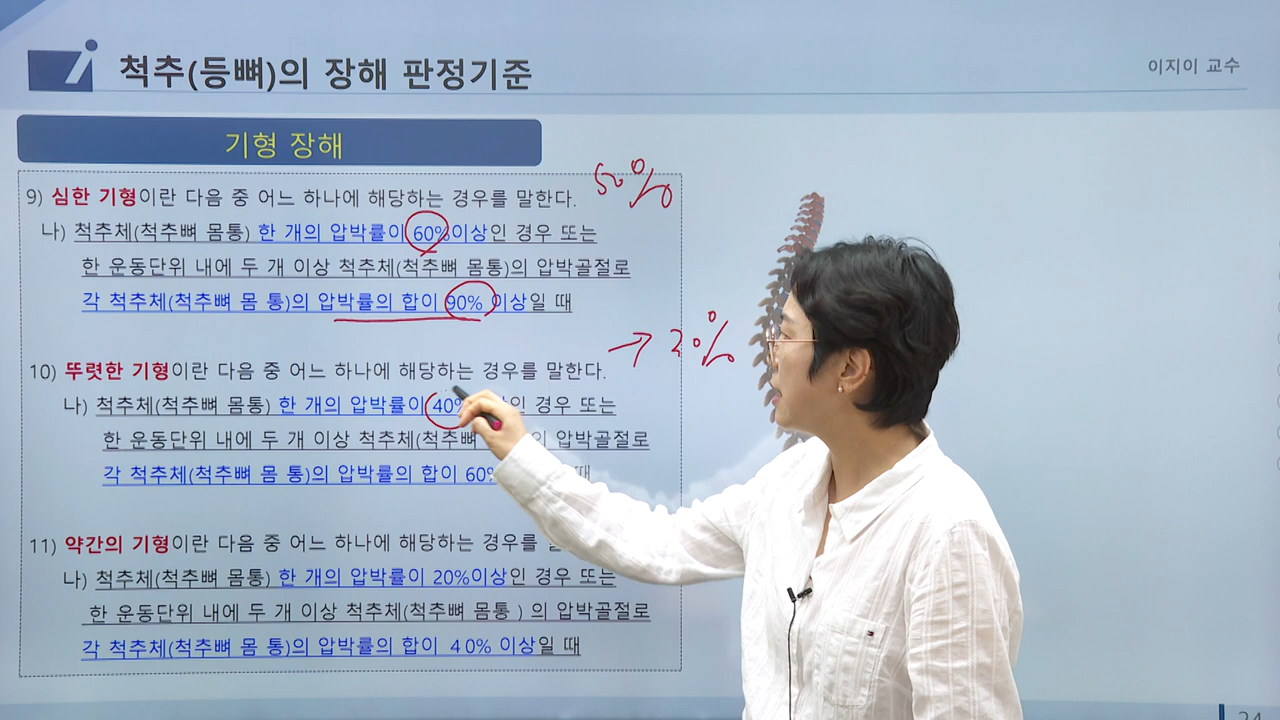 척추(등뼈)의 장해 판정기준
이지이 교수
기형 장해
50%
9) 심한 기형이란 다음 중 어느 하나에 해당하는 경우를 말한다.
나) 척추체(척추뼈 몸통) 한 개의 압박률이 60%이상인 경우 또는
한 운동단위 내에 두 개 이상 척추체(척추뼈 몸통)의 압박골절로
각 척추체(척추뼈 몸 통)의 압박률의 합이 90% 이상일 때
→ 20%
10) 뚜렷한 기형이란 다음 중 어느 하나에 해당하는 경우를 말한다.
나) 척추체(척추뼈 몸통) 한 개의 압박률이 40% 인 경우 또는
한 운동단위 내에 두 개 이상 척추체(척추뼈 의 압박골절로
각 척추체(척추뼈 몸 통)의 압박률의 합이 60% 때
11) 약간의 기형이란 다음 중 어느 하나에 해당하는 경우를
나) 척추체(척추뼈 몸통) 한 개의 압박률이 20%이상인 경우 또는
한 운동단위 내에 두 개 이상 척추체(척추뼈 몸통 ) 의 압박골절로
각 척추체(척추뼈 몸 통)의 압박률의 합이 40% 이상일 때